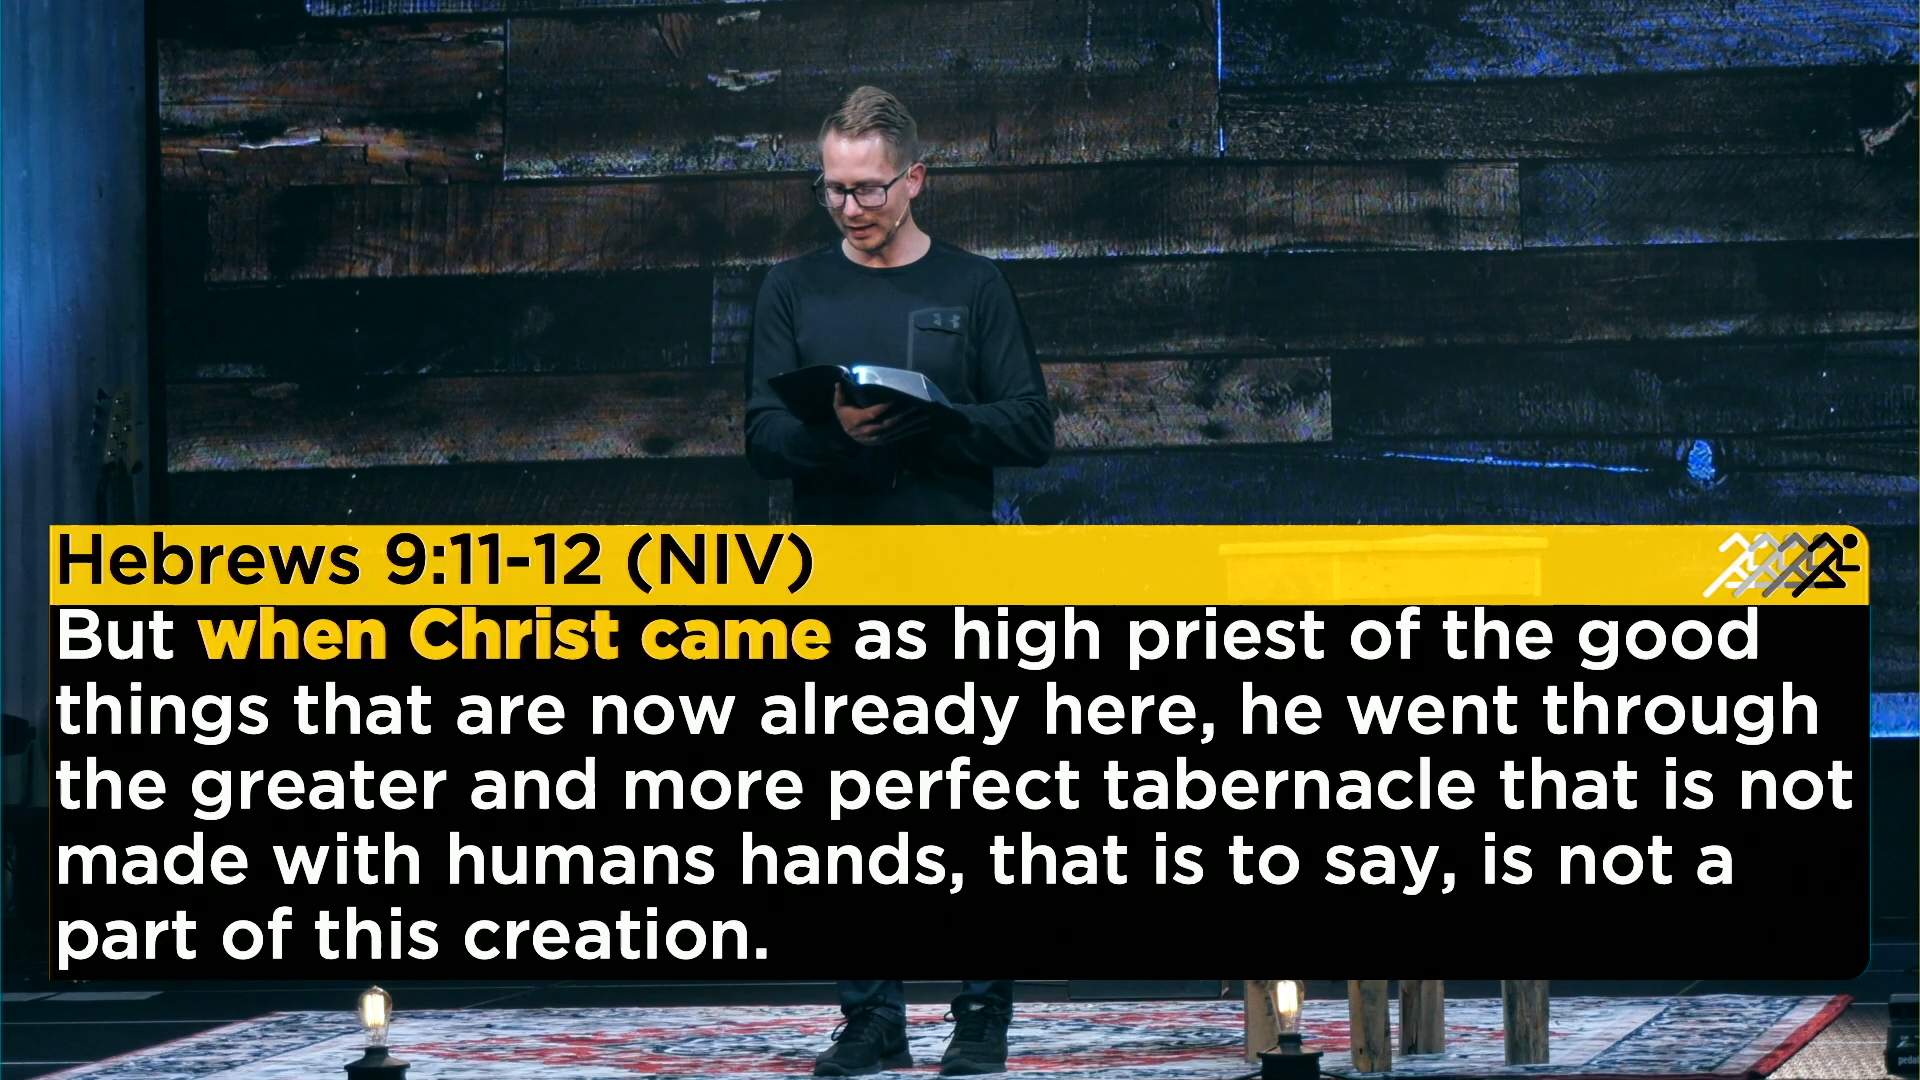 Hebrews 9:11-12 (NIV)
But when Christ came as high priest of the good
things that are now already here, he went through
the greater and more perfect tabernacle that is not
made with humans hands, that is to say, is not a
part of this creation.